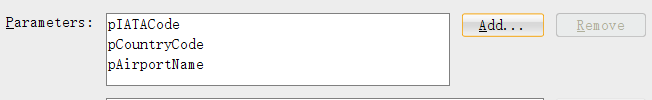 Parameters:
pIATACode
pCountryCode
pAirportName
Add...
Remove